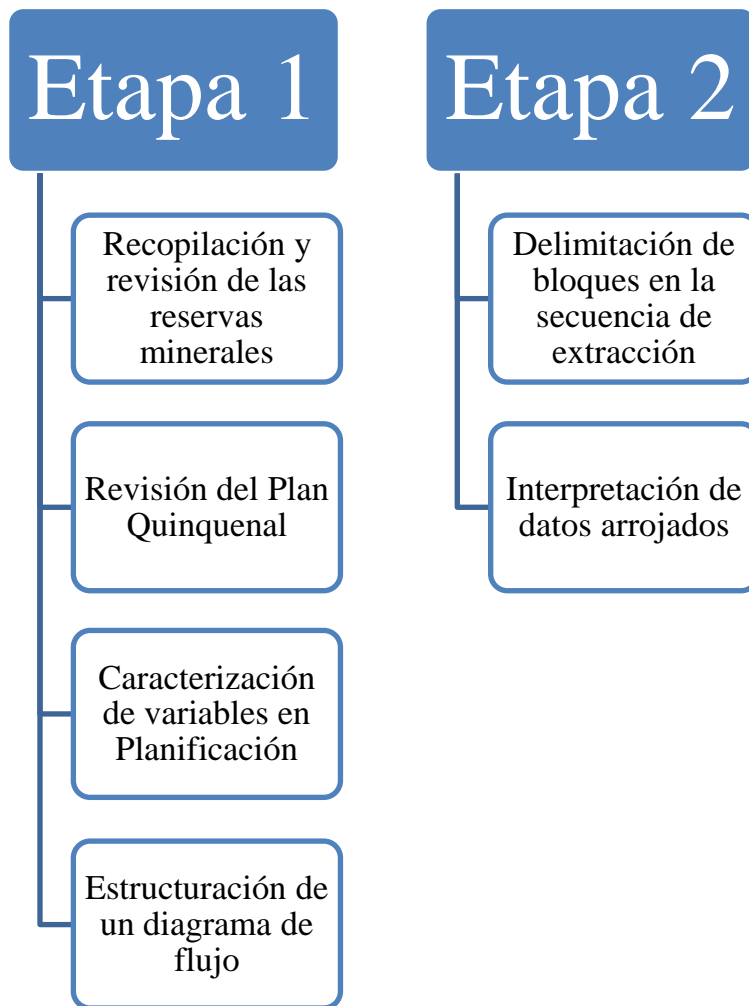 Etapa 1
Recopilación y
revisión de las
reservas
minerales
Revisión del Plan
Quinquenal
Caracterización
de variables en
Planificación
Estructuración de
un diagrama de
flujo
Etapa 2
Delimitación de
bloques en la
secuencia de
extracción
Interpretación de
datos arrojados